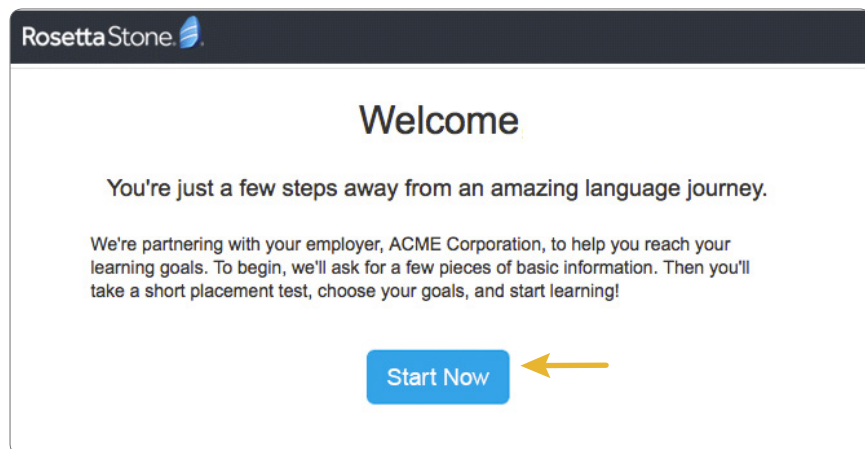 RosettaStone
Welcome
You're just a few steps away from an amazing language journey.
We're partnering with your employer, ACME Corporation, to help you reach your
learning goals. To begin, we'll ask for a few pieces of basic information. Then you'll
take a short placement test, choose your goals, and start learning!
Start Now